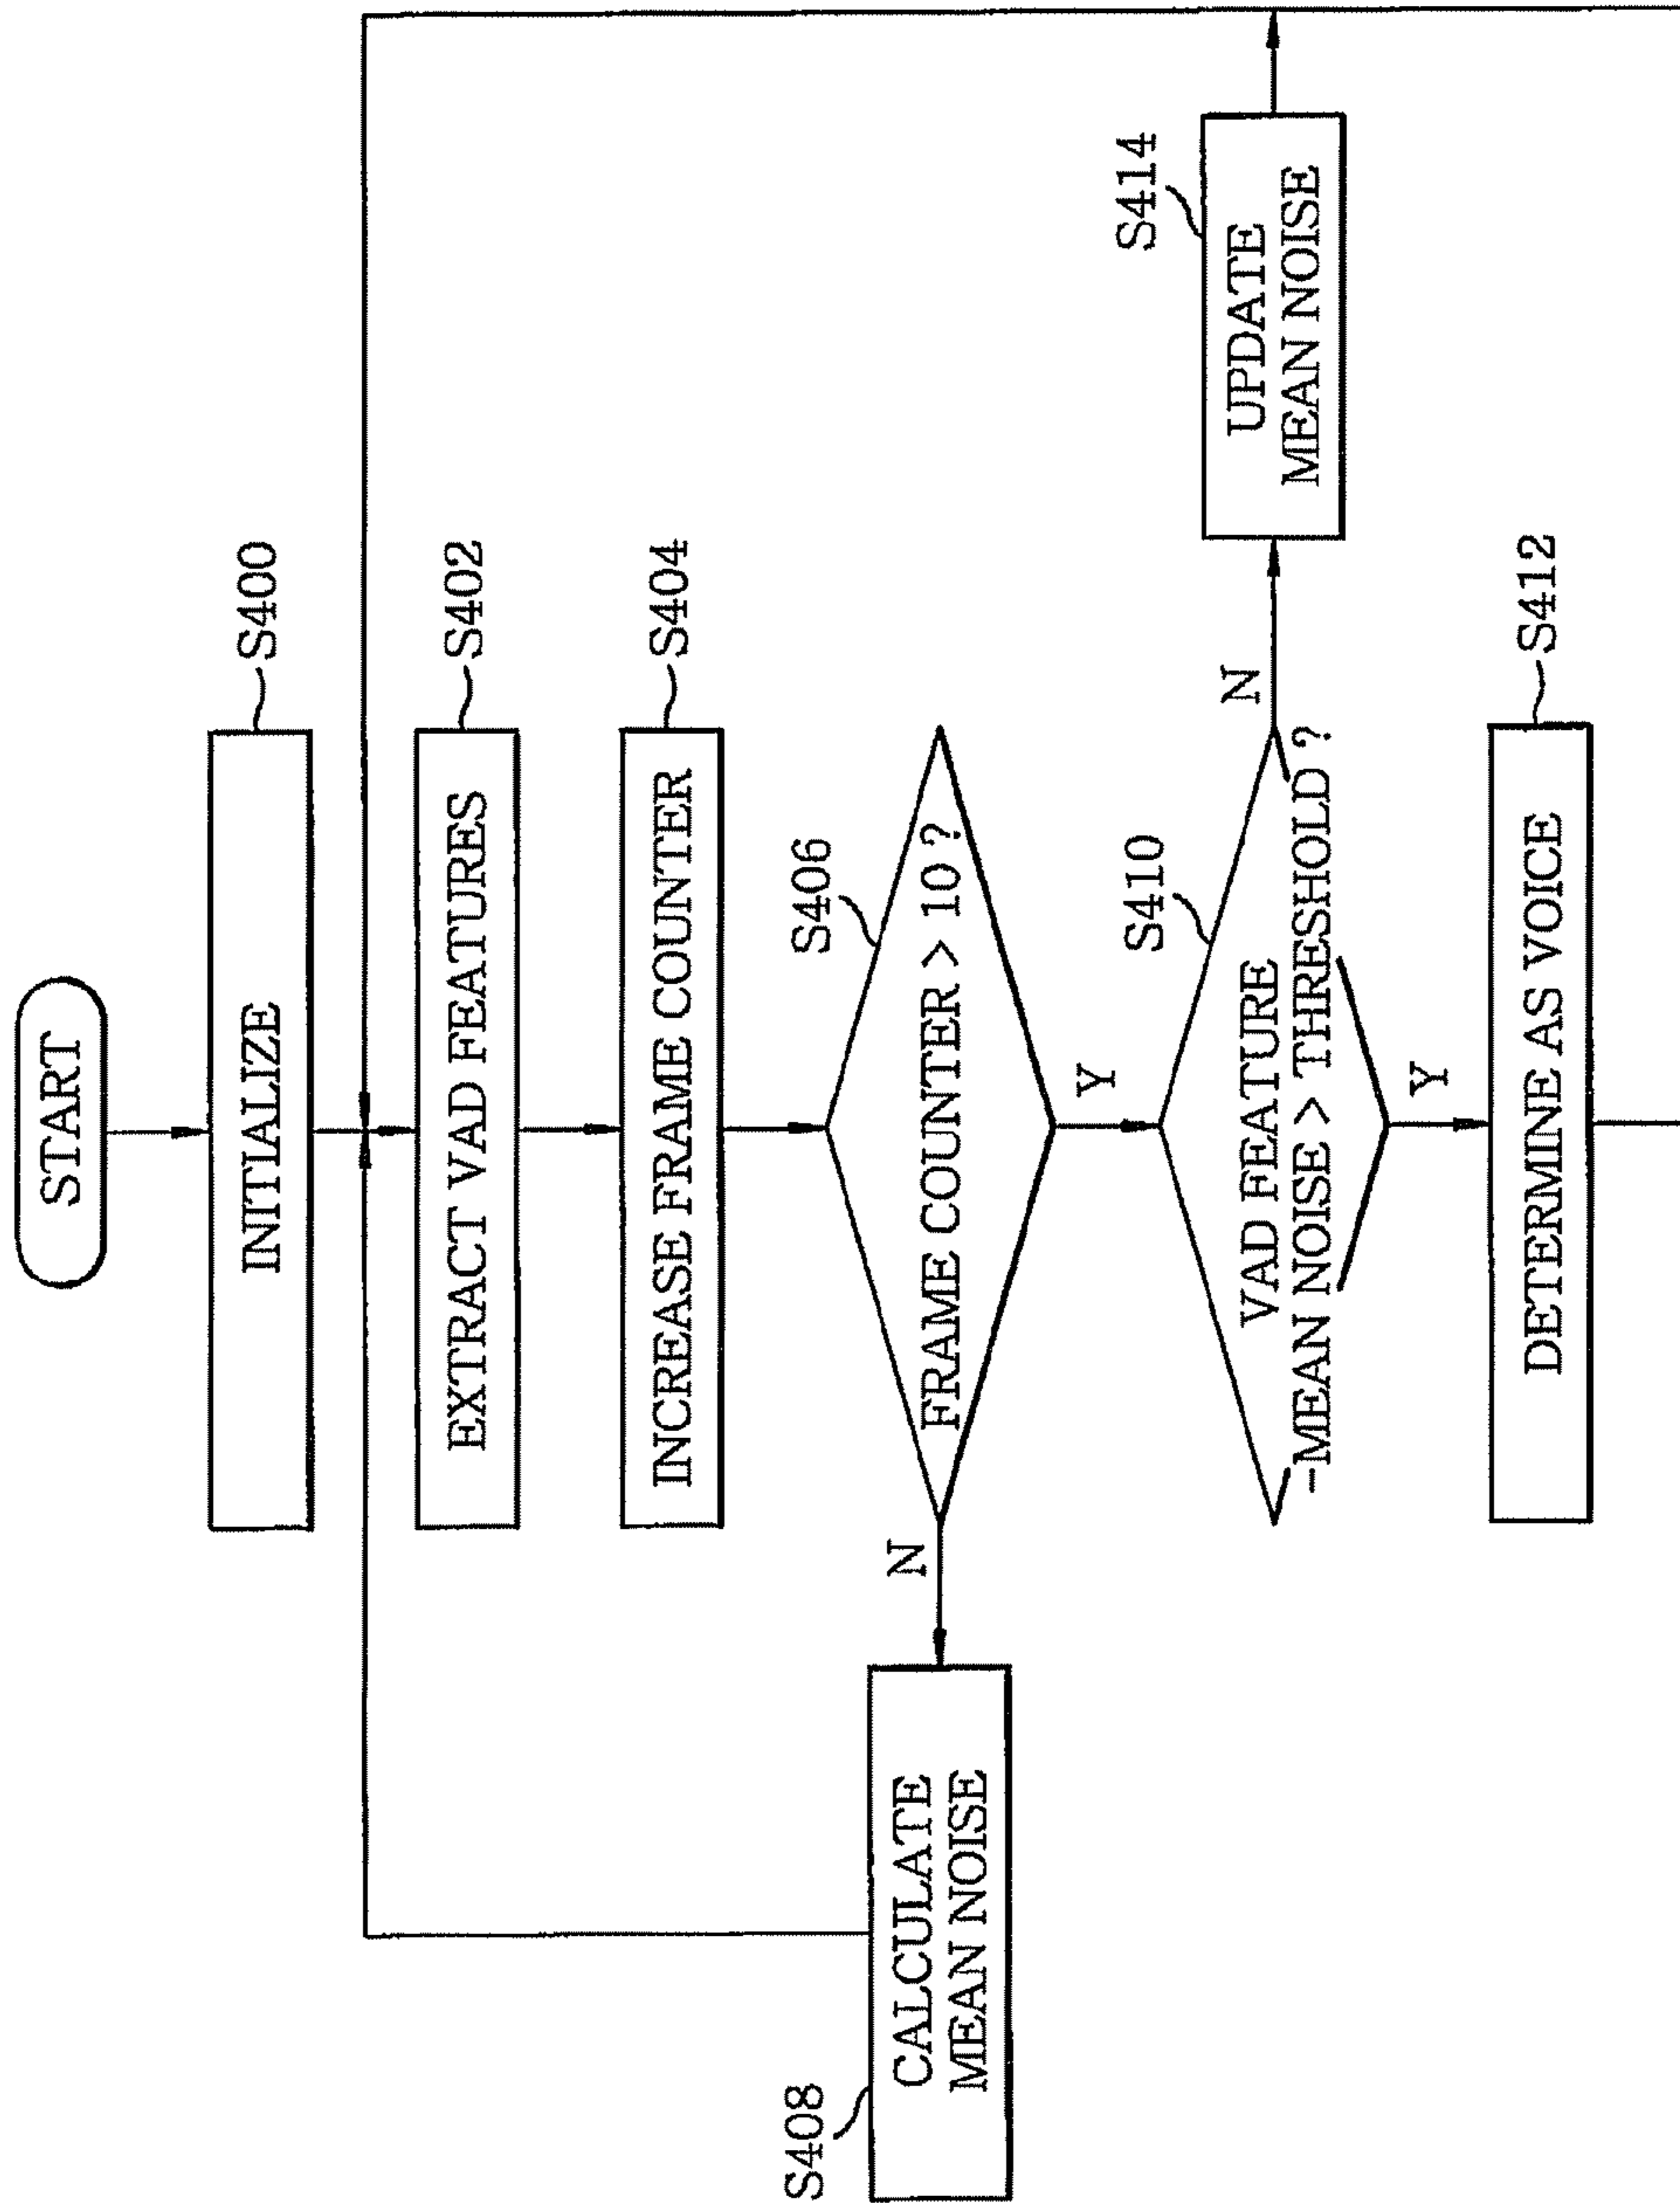 START
INITIALIZE
S400
EXTRACT VAD FEATURES
S402
INCREASE FRAME COUNTER
S404
FRAME COUNTER > 10 ?
S406
N
Y
CALCULATE
MEAN NOISE
S408
VAD FEATURE
-MEAN NOISE > THRESHOLD ?
S410
N
Y
UPDATE
MEAN NOISE
S414
DETERMINE AS VOICE
S412